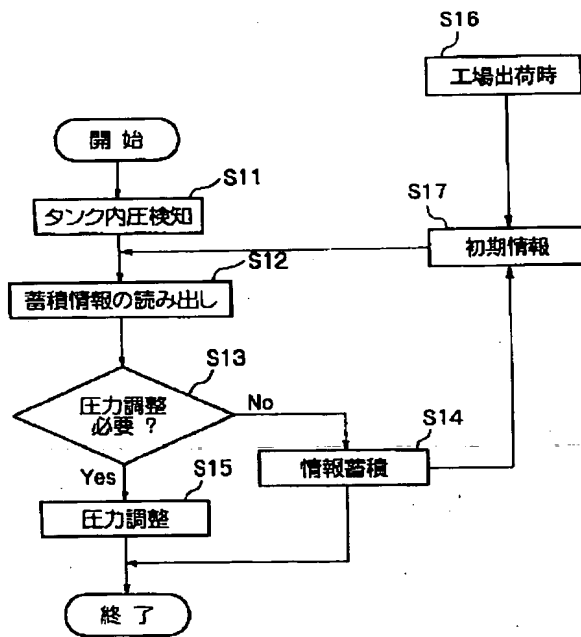 S16
工場出荷時
開始
S11
タンク内圧検知
S17
初期情報
S12
蓄積情報の読み出し
S13
圧力調整
必要？
No
S14
情報蓄積
Yes
S15
圧力調整
終了